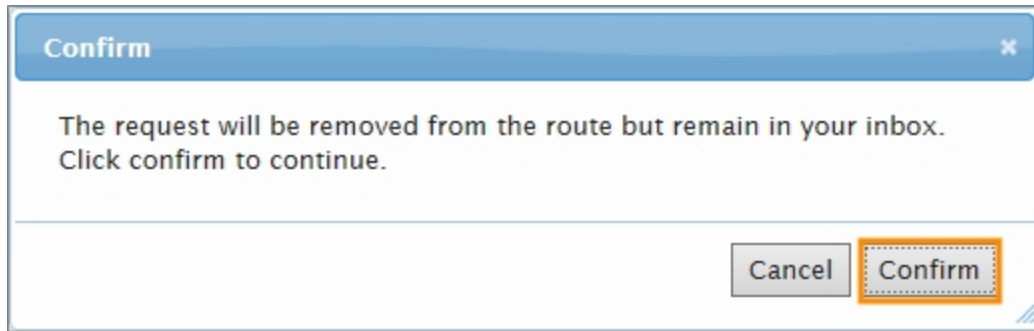 Confirm
The request will be removed from the route but remain in your inbox.
Click confirm to continue.
Cancel Confirm